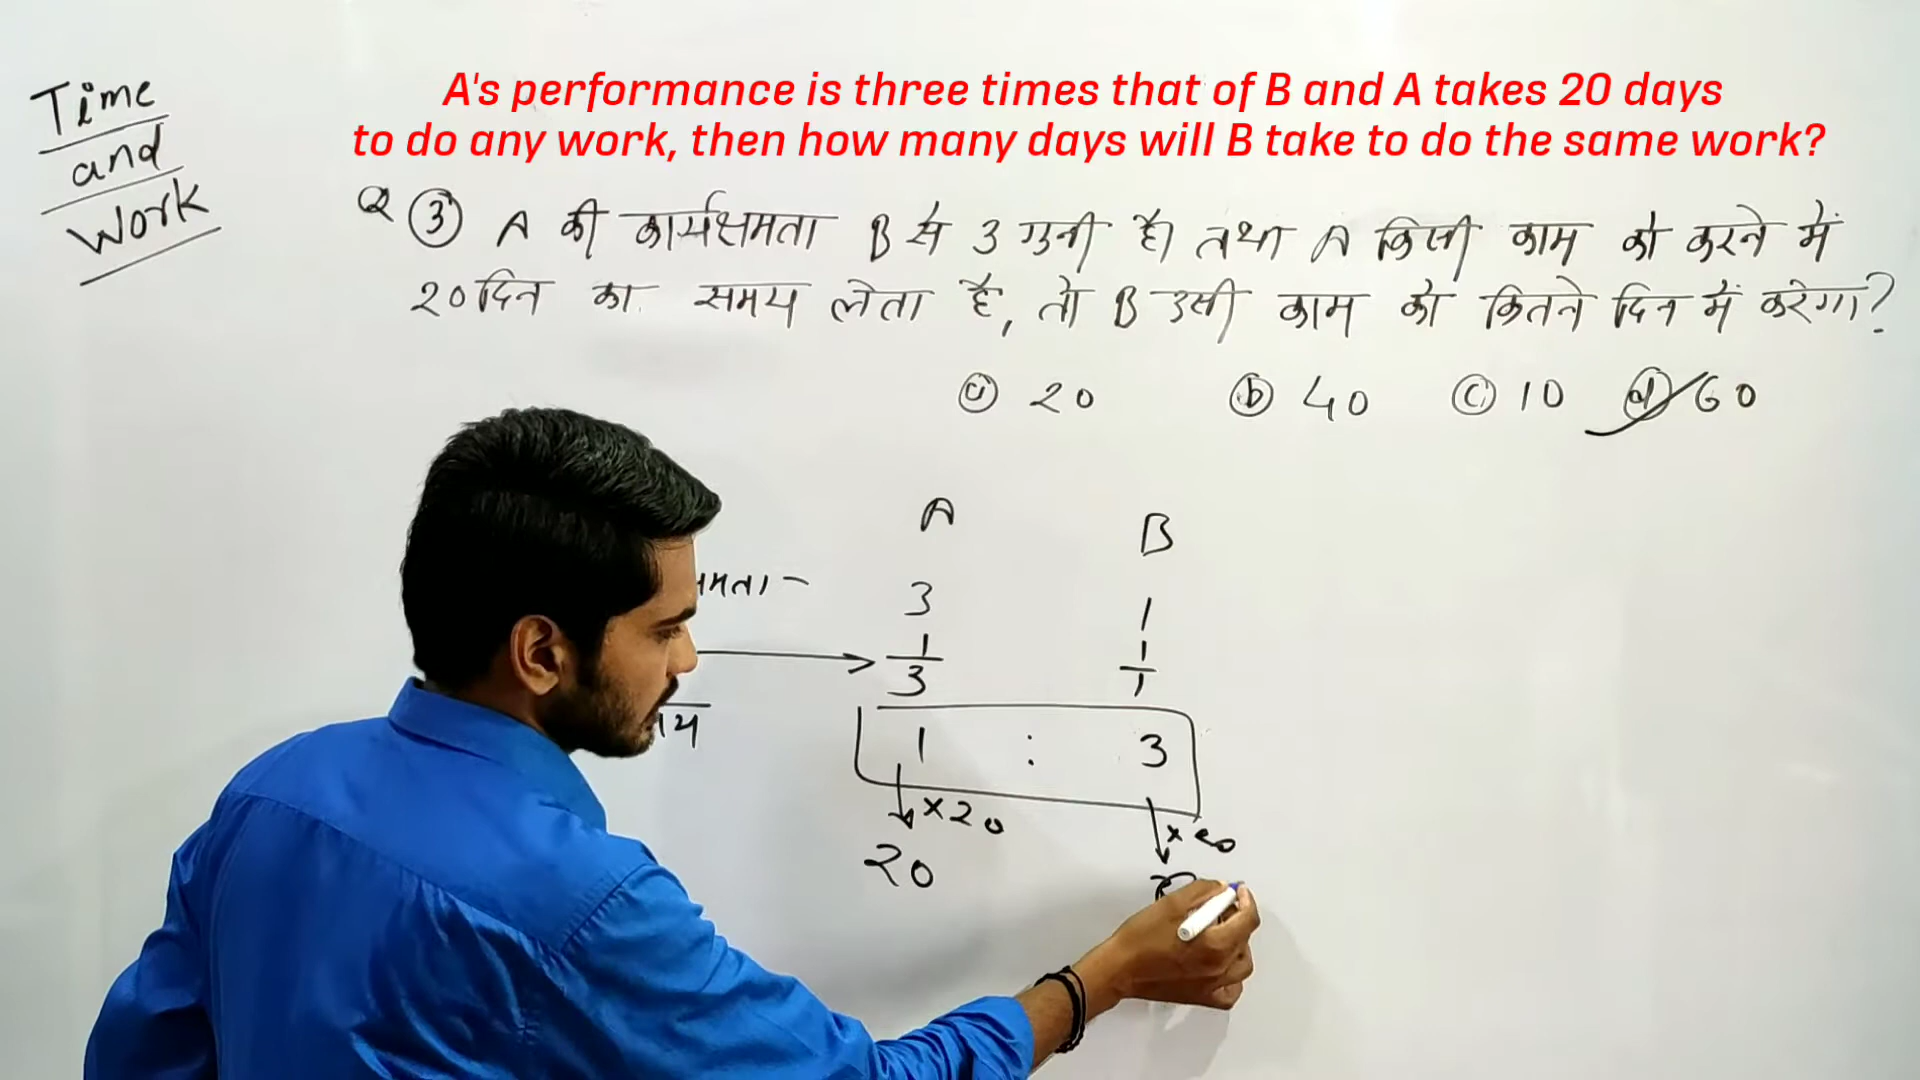 Time
and
Work
A's performance is three times that of B and A takes 20 days
to do any work, then how many days will B take to do the same work?
Q ③ A की कार्यक्षमता B से 3 गुनी है। तथा A किसी काम को करने में
20 दिन का समय लेता है, तो B उसी काम को कितने दिन में करेगा?
ⓐ 20 ⓑ 40 ⓒ 10 ⓓ 60
A B
मता - 3 1
1/3 1/1
1 : 3
×20 ×20
20